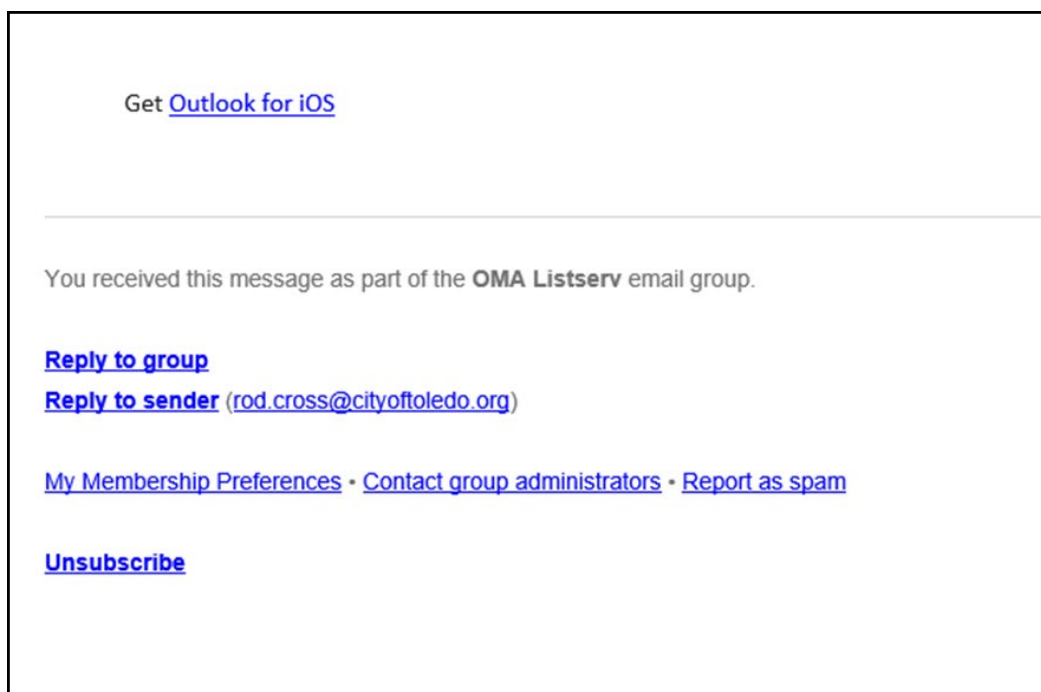 Get Outlook for iOS
You received this message as part of the OMA Listserv email group.
Reply to group
Reply to sender (rod.cross@cityoftoledo.org)
My Membership Preferences • Contact group administrators • Report as spam
Unsubscribe